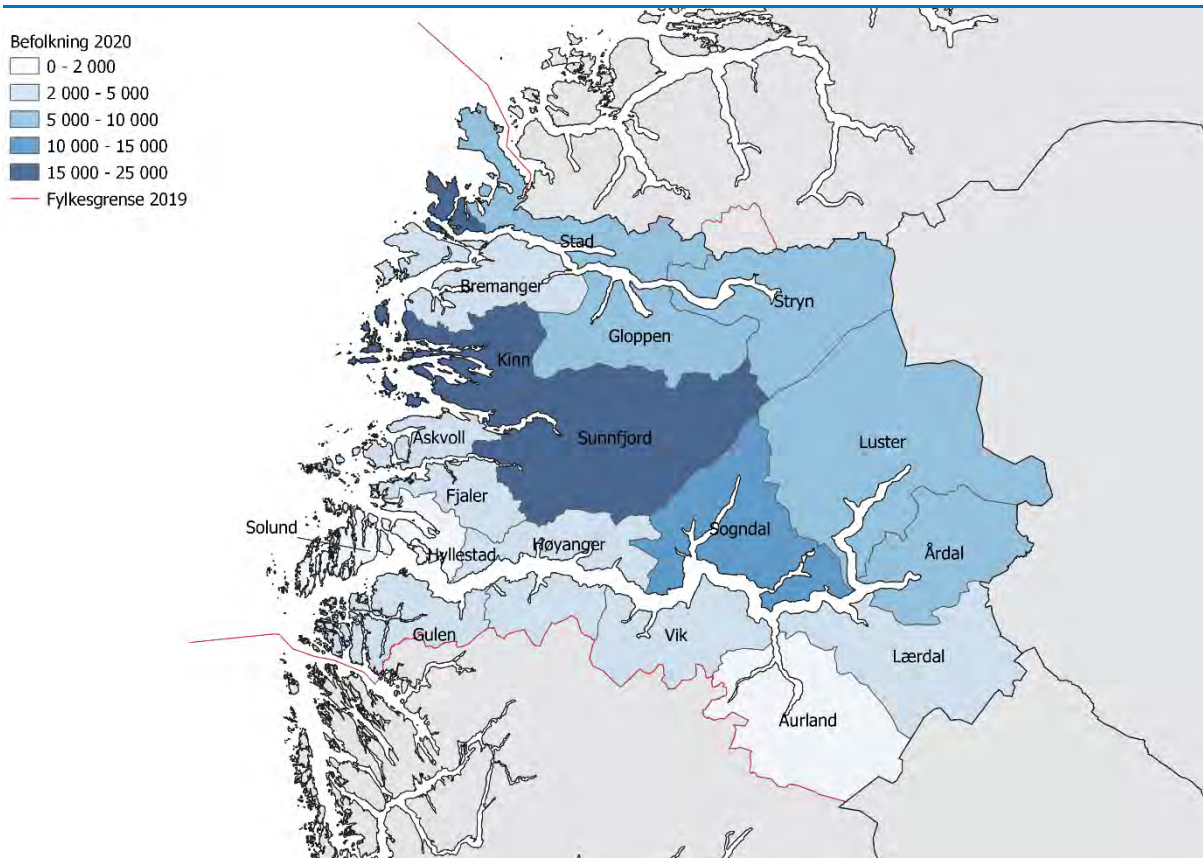 Befolkning 2020
0 - 2 000
2 000 - 5 000
5 000 - 10 000
10 000 - 15 000
15 000 - 25 000
Fylkesgrense 2019
Stad
Bremanger
Stryn
Gloppen
Kinn
Sunnfjord
Askvoll
Luster
Fjaler
Solund
Sogndal
Hyllestad
Høyanger
Årdal
Gulen
Vik
Lærdal
Aurland